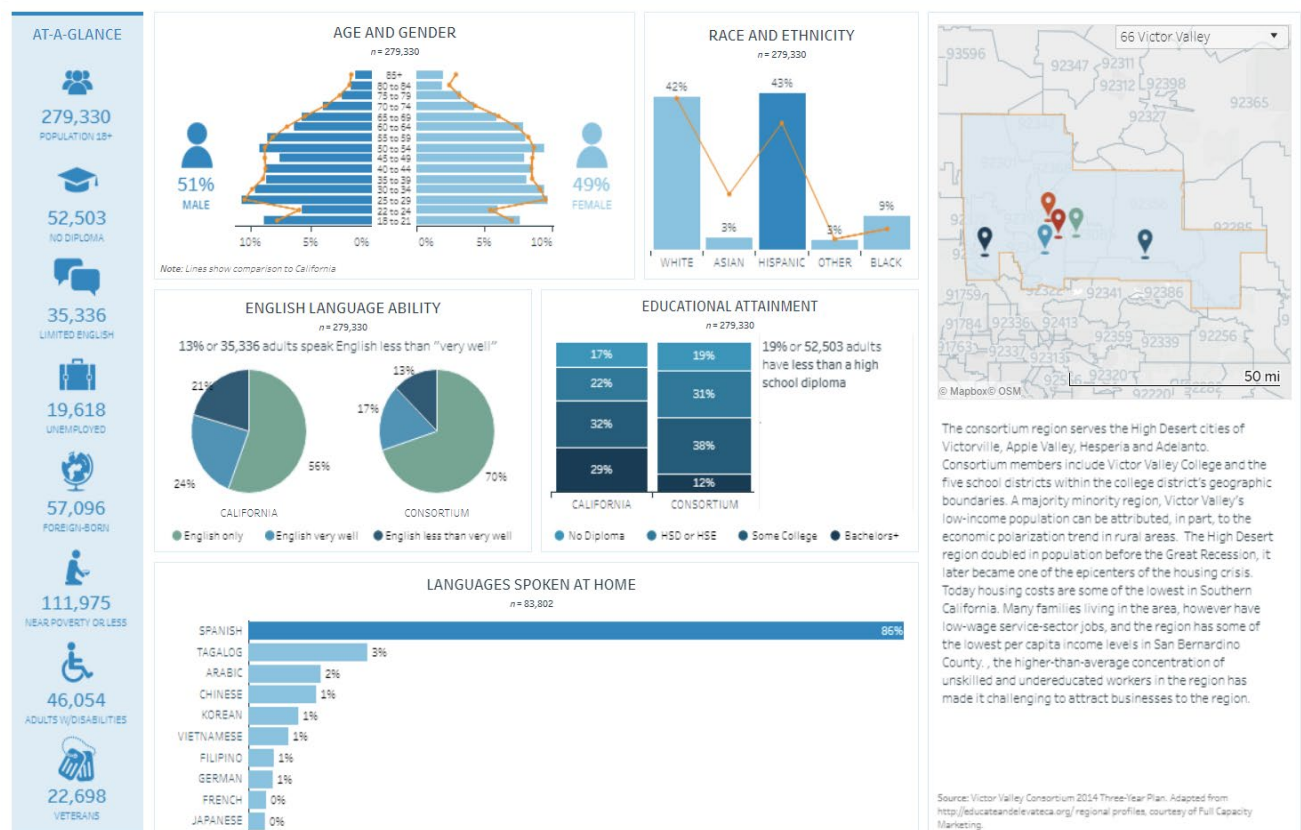 AT-A-GLANCE
279,330
POPULATION 18+
52,503
NO DIPLOMA
35,336
LIMITED ENGLISH
19,618
UNEMPLOYED
57,096
FOREIGN-BORN
111,975
NEAR POVERTY OR LESS
46,054
ADULTS W/DISABILITIES
22,698
VETERANS
AGE AND GENDER
n = 279,330
85+
80 to 84
75 to 79
70 to 74
65 to 69
60 to 64
55 to 59
50 to 54
45 to 49
40 to 44
35 to 39
30 to 34
25 to 29
22 to 24
18 to 21
51%
MALE
49%
FEMALE
10% 5% 0% 0% 5% 10%
Note: Lines show comparison to California
RACE AND ETHNICITY
n = 279,330
42% 3% 43% 3% 9%
WHITE ASIAN HISPANIC OTHER BLACK
ENGLISH LANGUAGE ABILITY
n = 279,330
13% or 35,336 adults speak English less than "very well"
21%
24%
56%
CALIFORNIA
13%
17%
70%
CONSORTIUM
English only English very well English less than very well
EDUCATIONAL ATTAINMENT
n = 279,330
17% 19%
22% 31%
32% 38%
29% 12%
CALIFORNIA CONSORTIUM
19% or 52,503 adults
have less than a high
school diploma
No Diploma HSD or HSE Some College Bachelors+
LANGUAGES SPOKEN AT HOME
n = 83,802
SPANISH 86%
TAGALOG 3%
ARABIC 2%
CHINESE 1%
KOREAN 1%
VIETNAMESE 1%
FILIPINO 1%
GERMAN 1%
FRENCH 0%
JAPANESE 0%
66 Victor Valley
93596
92347 92311
92312 92398
92365
92327
92285
91759
92341 92386
91784 92336 92413
92359 92256
92337 92339
92313
92320
50 mi
© Mapbox © OSM
The consortium region serves the High Desert cities of
Victorville, Apple Valley, Hesperia and Adelanto.
Consortium members include Victor Valley College and the
five school districts within the college district's geographic
boundaries. A majority minority region, Victor Valley's
low-income population can be attributed, in part, to the
economic polarization trend in rural areas. The High Desert
region doubled in population before the Great Recession, it
later became one of the epicenters of the housing crisis.
Today housing costs are some of the lowest in Southern
California. Many families living in the area, however have
low-wage service-sector jobs, and the region has some of
the lowest per capita income levels in San Bernardino
County. , the higher-than-average concentration of
unskilled and undereducated workers in the region has
made it challenging to attract businesses to the region.
Source: Victor Valley Consortium 2014 Three-Year Plan. Adapted from
http://educateandelevateca.org/ regional profiles, courtesy of Full Capacity
Marketing.